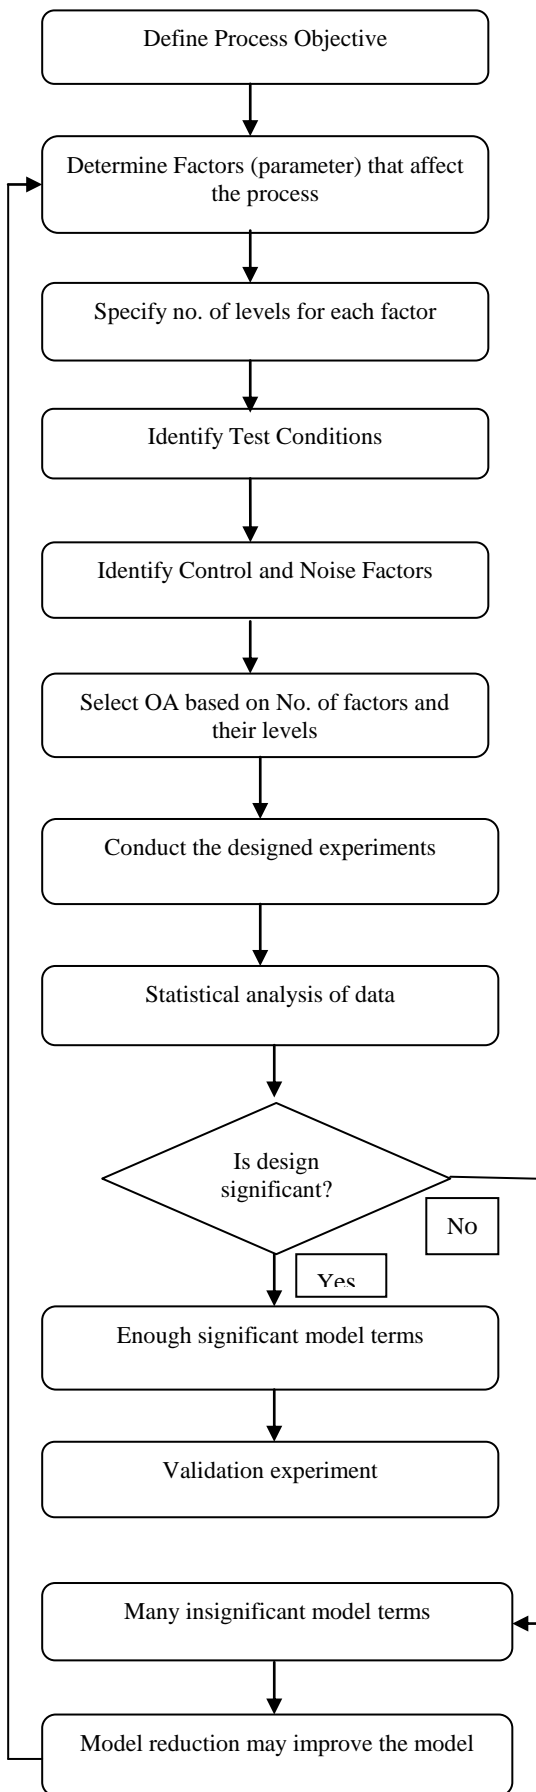 Define Process Objective
Determine Factors (parameter) that affect
the process
Specify no. of levels for each factor
Identify Test Conditions
Identify Control and Noise Factors
Select OA based on No. of factors and
their levels
Conduct the designed experiments
Statistical analysis of data
Is design
significant?
No
Yes
Enough significant model terms
Validation experiment
Many insignificant model terms
Model reduction may improve the model